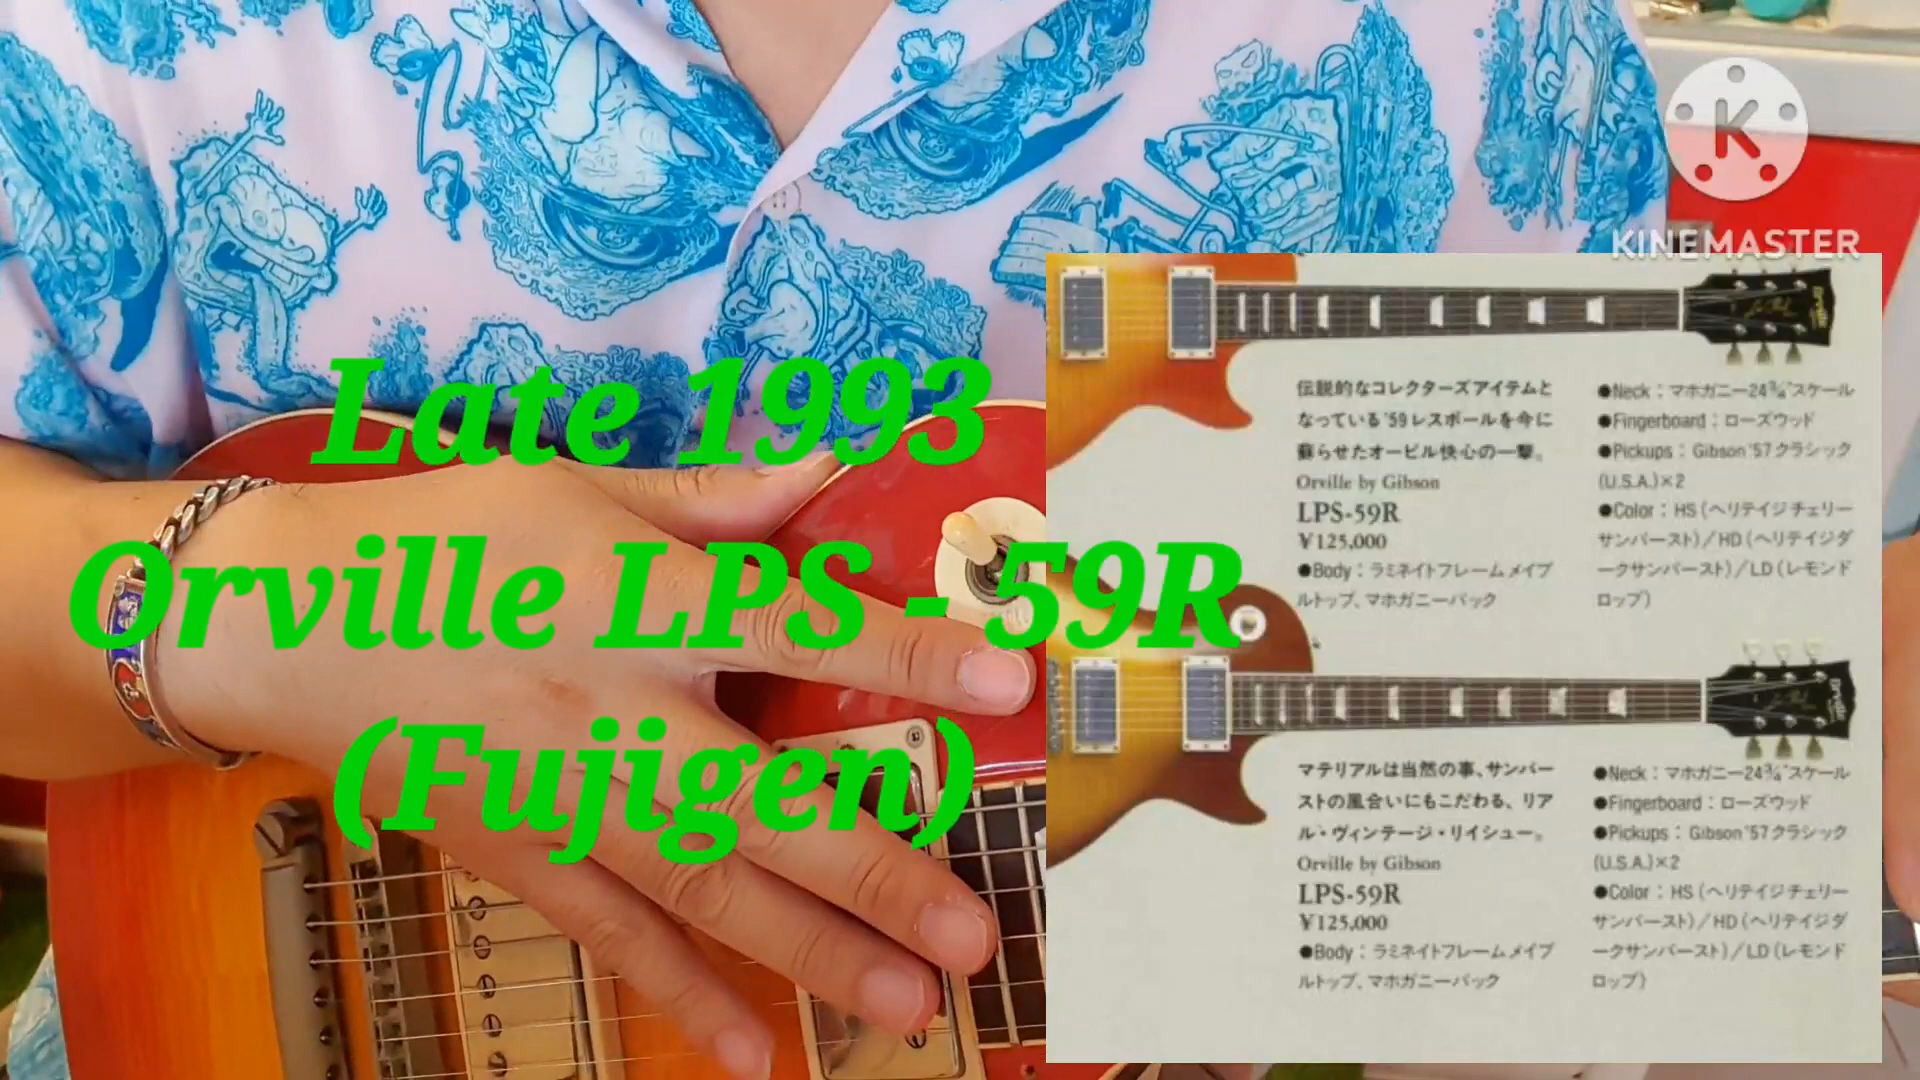 KINEMASTER
Late 1993
Orville LPS - 59R
(Fujigen)
伝説的なコレクターズアイテムと
なっている'59レスポールを今に
蘇らせたオービル快心の一撃。
Orville by Gibson
LPS-59R
¥125,000
●Body：ラミネイトフレームメイプ
ルトップ、マホガニーバック
●Neck：マホガニー24¾"スケール
●Fingerboard：ローズウッド
●Pickups：Gibson'57クラシック
(U.S.A.)×2
●Color：HS（ヘリテイジチェリー
サンバースト)／HD（ヘリテイジダ
ークサンバースト)／LD（レモンド
ロップ）
マテリアルは当然の事、サンバー
ストの風合いにもこだわる、リア
ル・ヴィンテージ・リイシュー。
Orville by Gibson
LPS-59R
¥125,000
●Body：ラミネイトフレームメイプ
ルトップ、マホガニーバック
●Neck：マホガニー24¾"スケール
●Fingerboard：ローズウッド
●Pickups：Gibson'57クラシック
(U.S.A.)×2
●Color：HS（ヘリテイジチェリー
サンバースト)／HD（ヘリテイジダ
ークサンバースト)／LD（レモンド
ロップ）